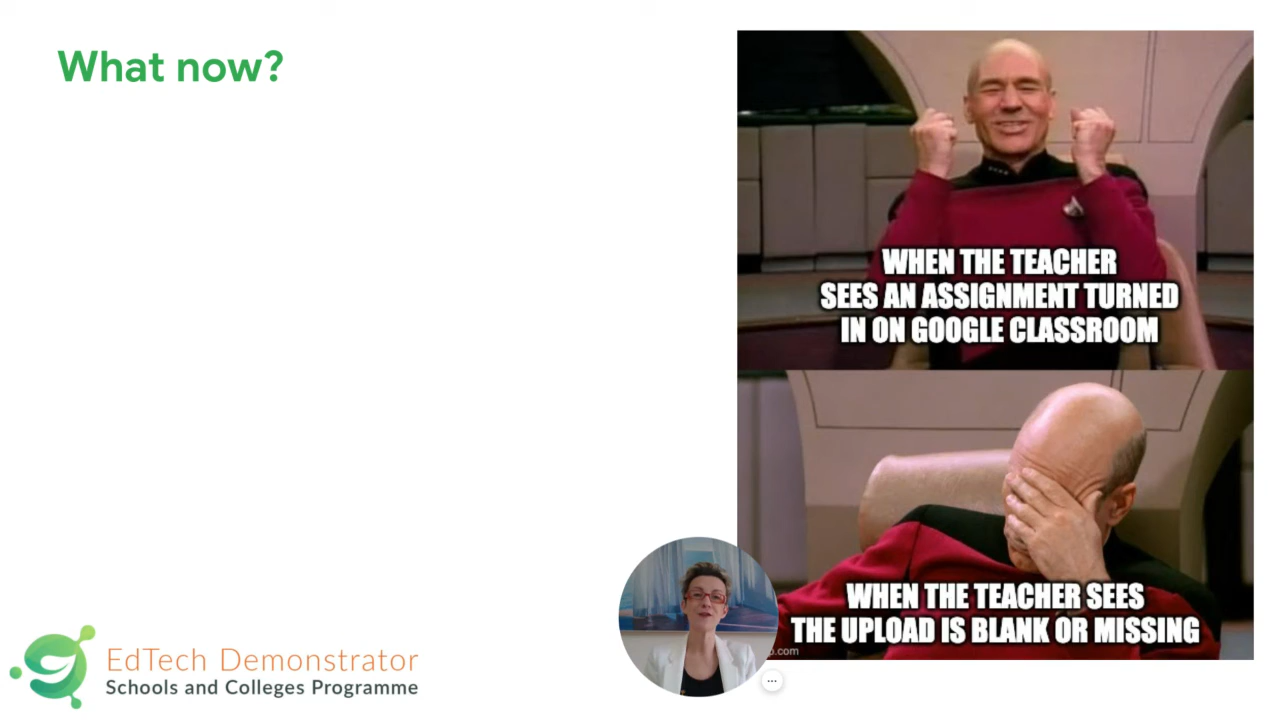 What now?
WHEN THE TEACHER
SEES AN ASSIGNMENT TURNED
IN ON GOOGLE CLASSROOM
WHEN THE TEACHER SEES
THE UPLOAD IS BLANK OR MISSING
.com
EdTech Demonstrator
Schools and Colleges Programme